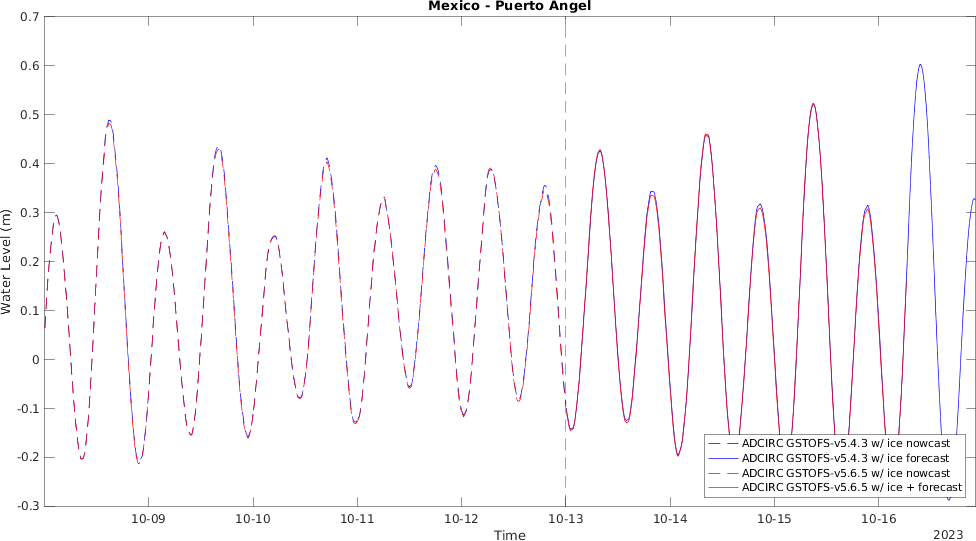 Mexico - Puerto Angel
0.7
0.6
0.5
0.4
0.3
0.2
0.1
0
-0.1
-0.2
-0.3
Water Level (m)
ADCIRC GSTOFS-v5.4.3 w/ ice nowcast
ADCIRC GSTOFS-v5.4.3 w/ ice forecast
ADCIRC GSTOFS-v5.6.5 w/ ice nowcast
ADCIRC GSTOFS-v5.6.5 w/ ice + forecast
10-09 10-10 10-11 10-12 10-13 10-14 10-15 10-16
Time
2023